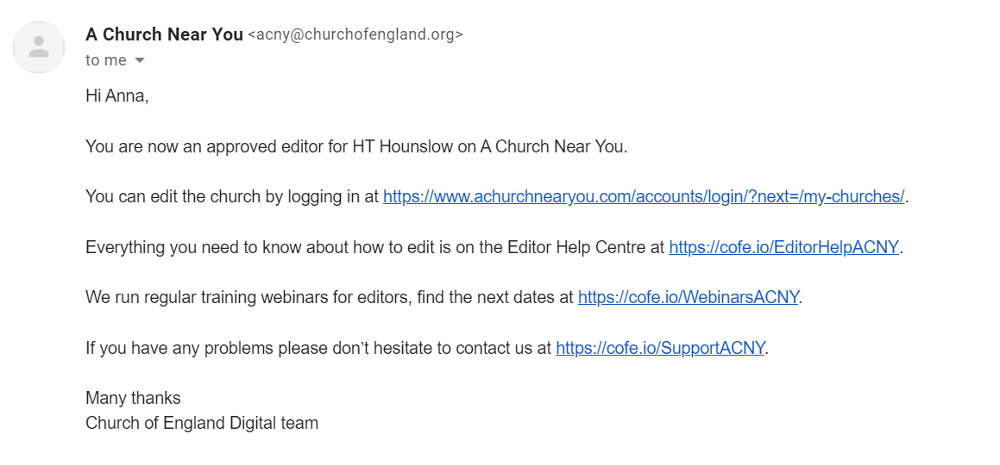 A Church Near You <acny@churchofengland.org>
to me
Hi Anna,
You are now an approved editor for HT Hounslow on A Church Near You.
You can edit the church by logging in at https://www.achurchnearyou.com/accounts/login/?next=/my-churches/.
Everything you need to know about how to edit is on the Editor Help Centre at https://cofe.io/EditorHelpACNY.
We run regular training webinars for editors, find the next dates at https://cofe.io/WebinarsACNY.
If you have any problems please don’t hesitate to contact us at https://cofe.io/SupportACNY.
Many thanks
Church of England Digital team